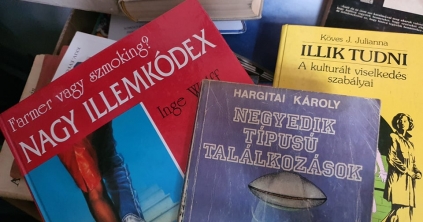 Farmer vagy szmoking?
NAGY ILLEMKÓDEX
Inge
HARGITAI KÁROLY
NEGYEDIK
TÍPUSÚ
TALÁLKOZÁSOK
Köves J. Julianna
ILLIK TUDNI
A kulturált viselkedés
szabályai